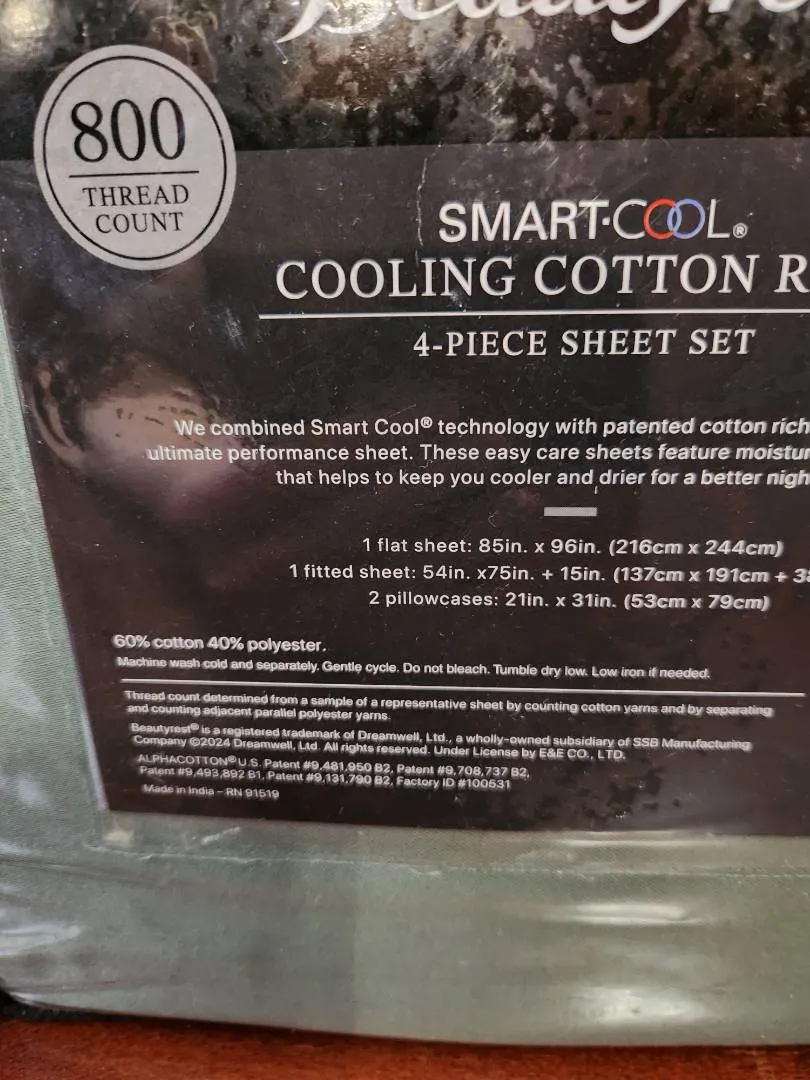 Beautyre
800
THREAD
COUNT
SMART·COOL®
COOLING COTTON R
4-PIECE SHEET SET
We combined Smart Cool® technology with patented cotton rich
ultimate performance sheet. These easy care sheets feature moistur
that helps to keep you cooler and drier for a better nigh
1 flat sheet: 85in. x 96in. (216cm x 244cm)
1 fitted sheet: 54in. x75in. + 15in. (137cm x 191cm + 38
2 pillowcases: 21in. x 31in. (53cm x 79cm)
60% cotton 40% polyester.
Machine wash cold and separately. Gentle cycle. Do not bleach. Tumble dry low. Low iron if needed.
Thread count determined from a sample of a representative sheet by counting cotton yarns and by separating
and counting adjacent parallel polyester yarns.
Beautyrest® is a registered trademark of Dreamwell, Ltd., a wholly-owned subsidiary of SSB Manufacturing
Company ©2024 Dreamwell, Ltd. All rights reserved. Under License by E&E CO., LTD.
ALPHACOTTON® U.S. Patent #9,481,950 B2, Patent #9,708,737 B2,
Patent #9,493,892 B1, Patent #9,131,790 B2, Factory ID #100531
Made in India – RN 91519